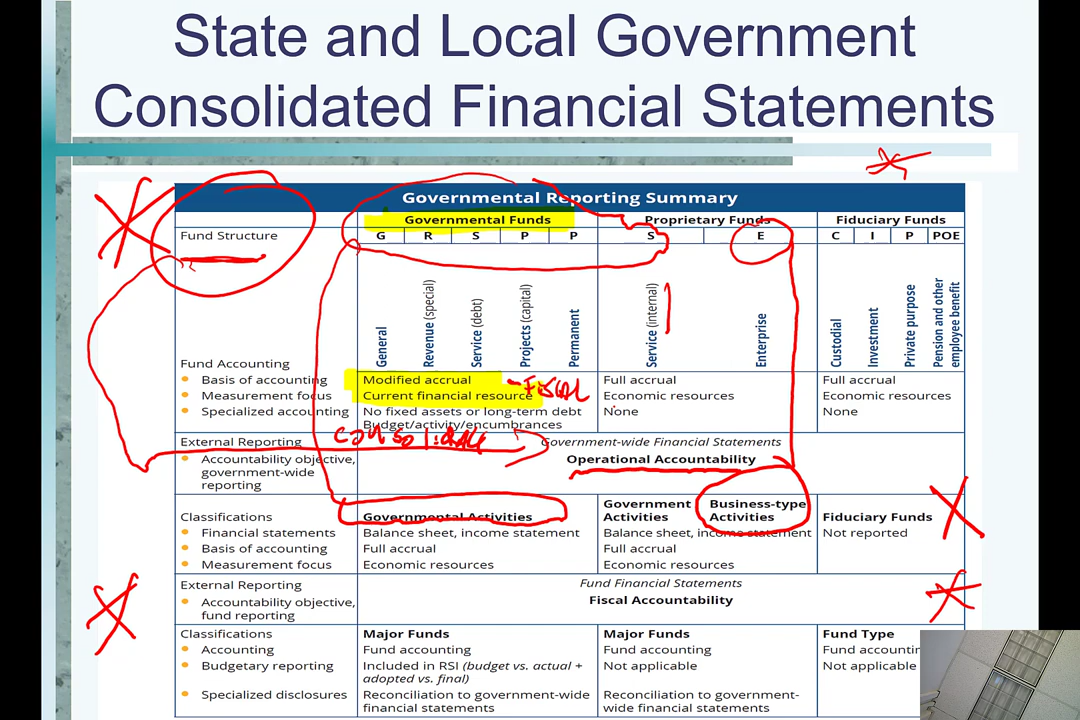 State and Local Government
Consolidated Financial Statements
Governmental Reporting Summary
Governmental Funds Proprietary Funds Fiduciary Funds
Fund Structure G R S P P S E C I P POE
General
Revenue (special)
Service (debt)
Projects (capital)
Permanent
Service (internal)
Enterprise
Custodial
Investment
Private purpose
Pension and other
employee benefit
Fund Accounting
• Basis of accounting Modified accrual Full accrual Full accrual
- FISCAL
• Measurement focus Current financial resource Economic resources Economic resources
• Specialized accounting No fixed assets or long-term debt None None
Budget/activity/encumbrances
consolidate
External Reporting Government-wide Financial Statements
• Accountability objective, Operational Accountability
government-wide
reporting
Classifications Governmental Activities Government Activities Business-type Activities Fiduciary Funds
• Financial statements Balance sheet, income statement Balance sheet, income statement Not reported
• Basis of accounting Full accrual Full accrual
• Measurement focus Economic resources Economic resources
External Reporting Fund Financial Statements
• Accountability objective, Fiscal Accountability
fund reporting
Classifications Major Funds Major Funds Fund Type
• Accounting Fund accounting Fund accounting Fund
• Budgetary reporting Included in RSI (budget vs. actual + Not applicable Not applicable
adopted vs. final)
• Specialized disclosures Reconciliation to government-wide Reconciliation to government-
financial statements wide financial statements